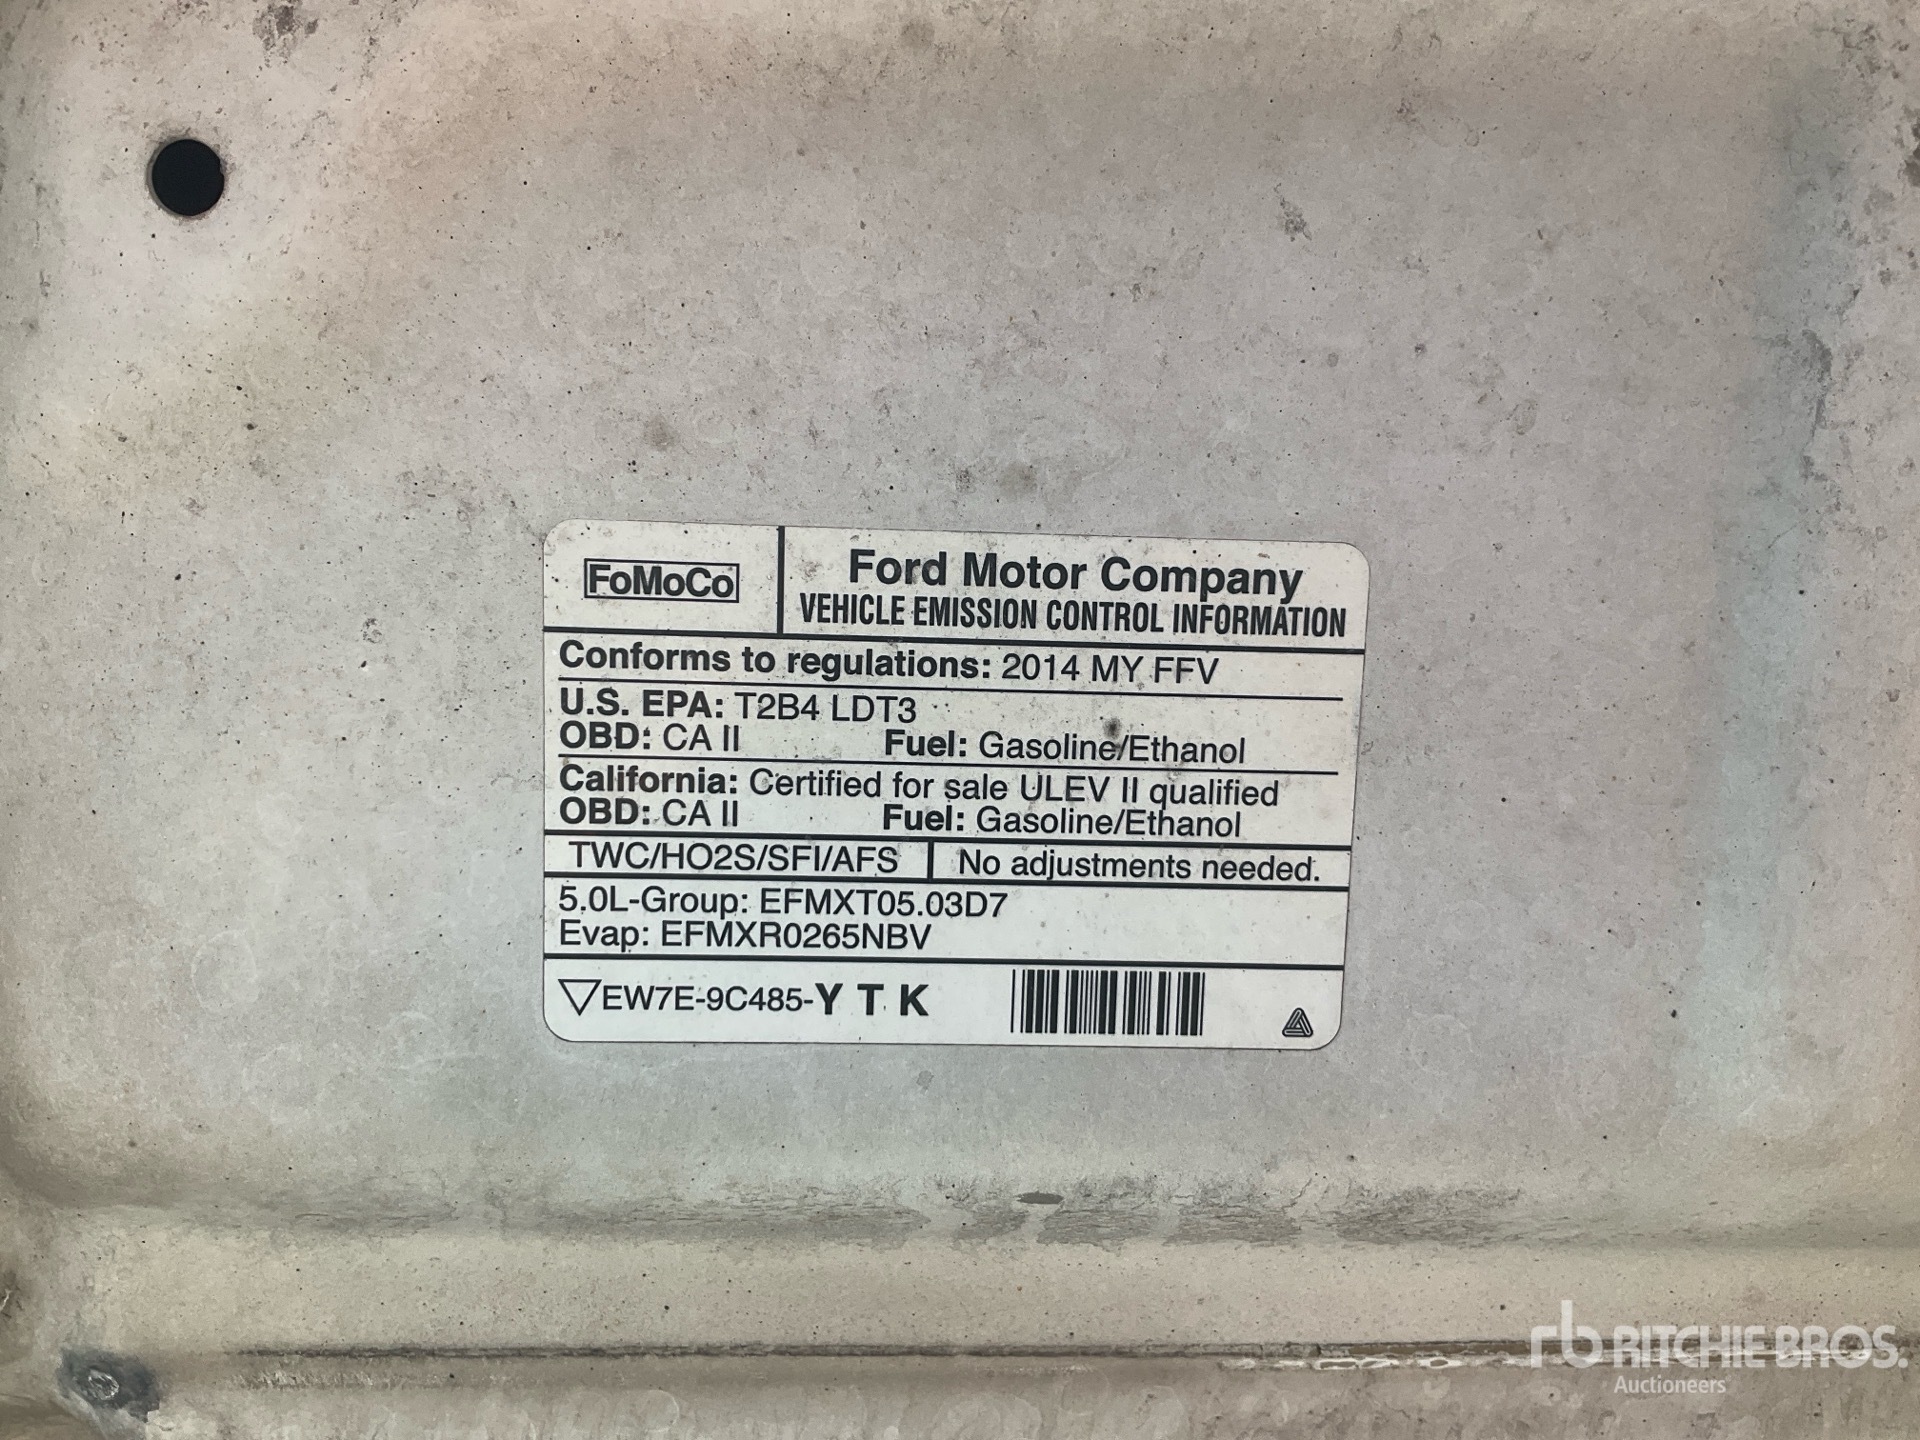 FoMoCo
Ford Motor Company
VEHICLE EMISSION CONTROL INFORMATION
Conforms to regulations: 2014 MY FFV
U.S. EPA: T2B4 LDT3
OBD: CA II Fuel: Gasoline/Ethanol
California: Certified for sale ULEV II qualified
OBD: CA II Fuel: Gasoline/Ethanol
TWC/HO2S/SFI/AFS No adjustments needed.
5.0L-Group: EFMXT05.03D7
Evap: EFMXR0265NBV
EW7E-9C485-Y T K
rb RITCHIE BROS.
Auctioneers